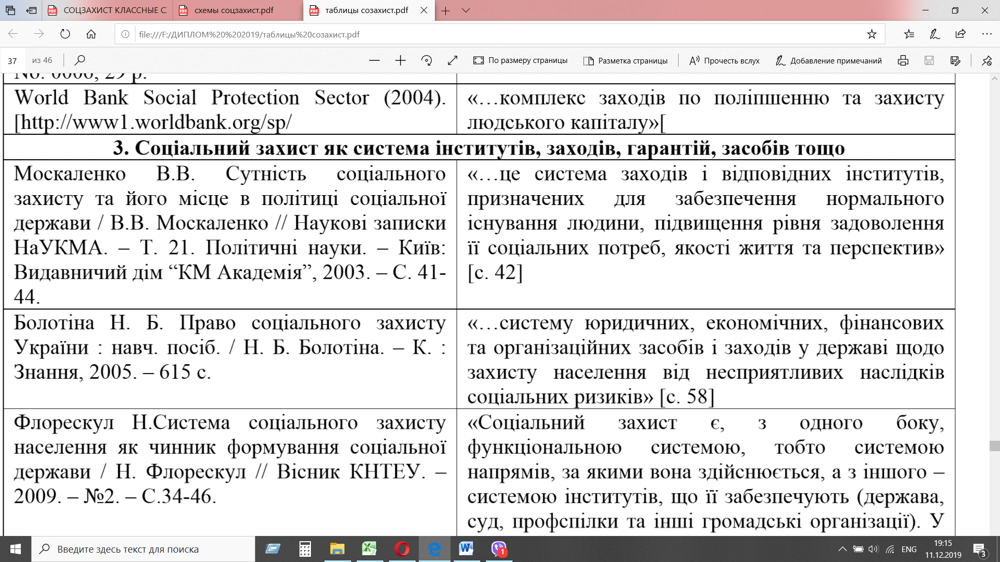 СОЦЗАХИСТ КЛАССНЫЕ С
схемы соцзахист.pdf
таблицы созахист.pdf
file:///F:/ДИПЛОМ%20%202019/таблицы%20созахист.pdf
37 из 46
По размеру страницы
Разметка страницы
Прочесть вслух
Добавление примечаний
No. 0006, 29 p.
World Bank Social Protection Sector (2004).
[http://www1.worldbank.org/sp/
«…комплекс заходів по поліпшенню та захисту
людського капіталу»[
3. Соціальний захист як система інститутів, заходів, гарантій, засобів тощо
Москаленко В.В. Сутність соціального
захисту та його місце в політиці соціальної
держави / В.В. Москаленко // Наукові записки
НаУКМА. – Т. 21. Політичні науки. – Київ:
Видавничий дім “КМ Академія”, 2003. – С. 41-
44.
«…це система заходів і відповідних інститутів,
призначених для забезпечення нормального
існування людини, підвищення рівня задоволення
її соціальних потреб, якості життя та перспектив»
[с. 42]
Болотіна Н. Б. Право соціального захисту
України : навч. посіб. / Н. Б. Болотіна. – К. :
Знання, 2005. – 615 с.
«…систему юридичних, економічних, фінансових
та організаційних засобів і заходів у державі щодо
захисту населення від несприятливих наслідків
соціальних ризиків» [с. 58]
Флорескул Н.Система соціального захисту
населення як чинник формування соціальної
держави / Н. Флорескул // Вісник КНТЕУ. –
2009. – №2. – С.34-46.
«Соціальний захист є, з одного боку,
функціональною системою, тобто системою
напрямів, за якими вона здійснюється, а з іншого –
системою інститутів, що її забезпечують (держава,
суд, профспілки та інші громадські організації). У
Введите здесь текст для поиска
1
ENG
19:15
11.12.2019
3